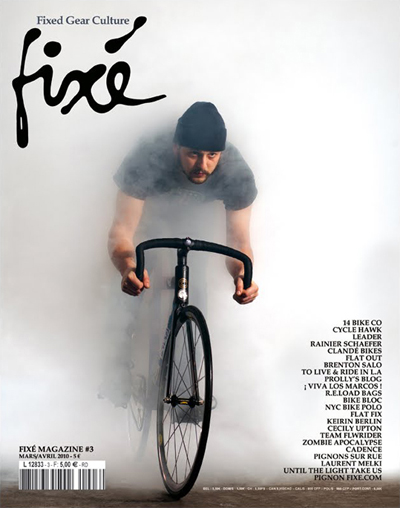 Fixed Gear Culture
fixé
14 BIKE CO
CYCLE HAWK
LEADER
RAINIER SCHAEFER
CLANDÉ BIKES
FLAT OUT
BRENTON SALO
TO LIVE & RIDE IN L.A
PROLLY'S BLOG
¡ VIVA LOS MARCOS !
R.E.LOAD BAGS
BIKE BLOC
NYC BIKE POLO
FLAT FIX
KEIRIN BERLIN
CECILY UPTON
TEAM FLWRIDER
ZOMBIE APOCALYPSE
CADENCE
PIGNONS SUR RUE
LAURENT MELKI
UNTIL THE LIGHT TAKE US
PIGNON FIXE.COM
FIXÉ MAGAZINE #3
MARS/AVRIL 2010 - 5 €
L 12833 - 3 - F: 5,00 € - RD